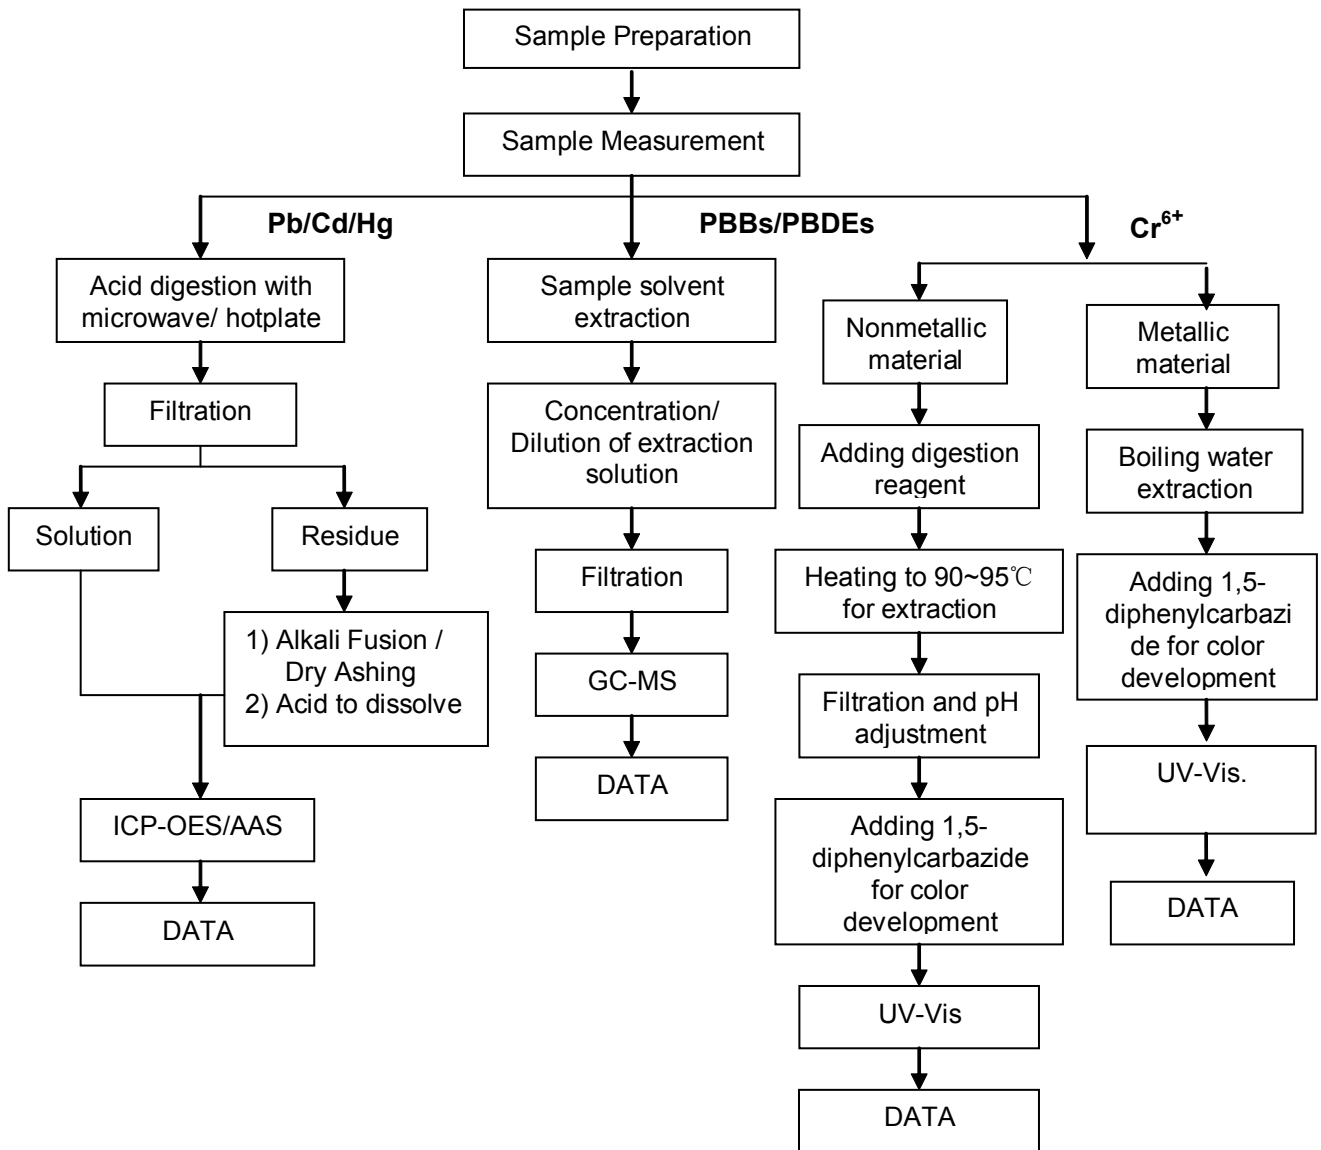 Sample Preparation
Sample Measurement
Pb/Cd/Hg
PBBs/PBDEs
Cr⁶⁺
Acid digestion with
microwave/ hotplate
Filtration
Solution
Residue
1) Alkali Fusion /
Dry Ashing
2) Acid to dissolve
ICP-OES/AAS
DATA
Sample solvent
extraction
Concentration/
Dilution of extraction
solution
Filtration
GC-MS
DATA
Nonmetallic
material
Adding digestion
reagent
Heating to 90~95℃
for extraction
Filtration and pH
adjustment
Adding 1,5-
diphenylcarbazide
for color
development
UV-Vis
DATA
Metallic
material
Boiling water
extraction
Adding 1,5-
diphenylcarbazi
de for color
development
UV-Vis.
DATA